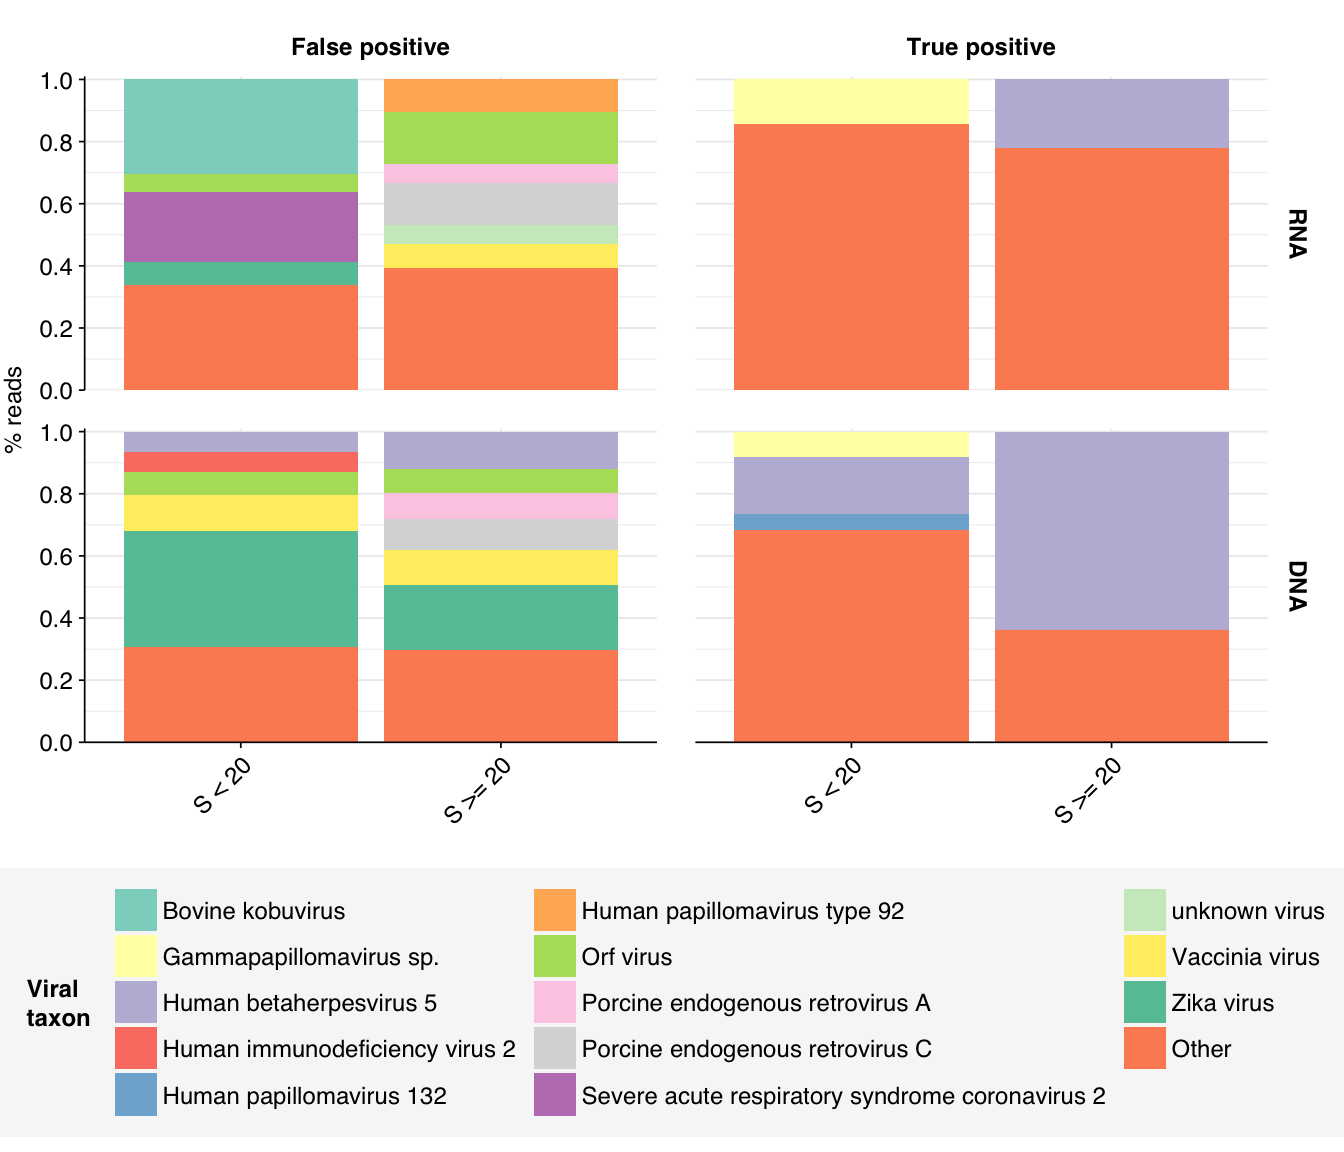 False positive
True positive
1.0
0.8
0.6
0.4
0.2
0.0
RNA
% reads
1.0
0.8
0.6
0.4
0.2
0.0
DNA
S < 20
S >= 20
S < 20
S >= 20
Viral
taxon
Bovine kobuvirus
Gammapapillomavirus sp.
Human betaherpesvirus 5
Human immunodeficiency virus 2
Human papillomavirus 132
Human papillomavirus type 92
Orf virus
Porcine endogenous retrovirus A
Porcine endogenous retrovirus C
Severe acute respiratory syndrome coronavirus 2
unknown virus
Vaccinia virus
Zika virus
Other